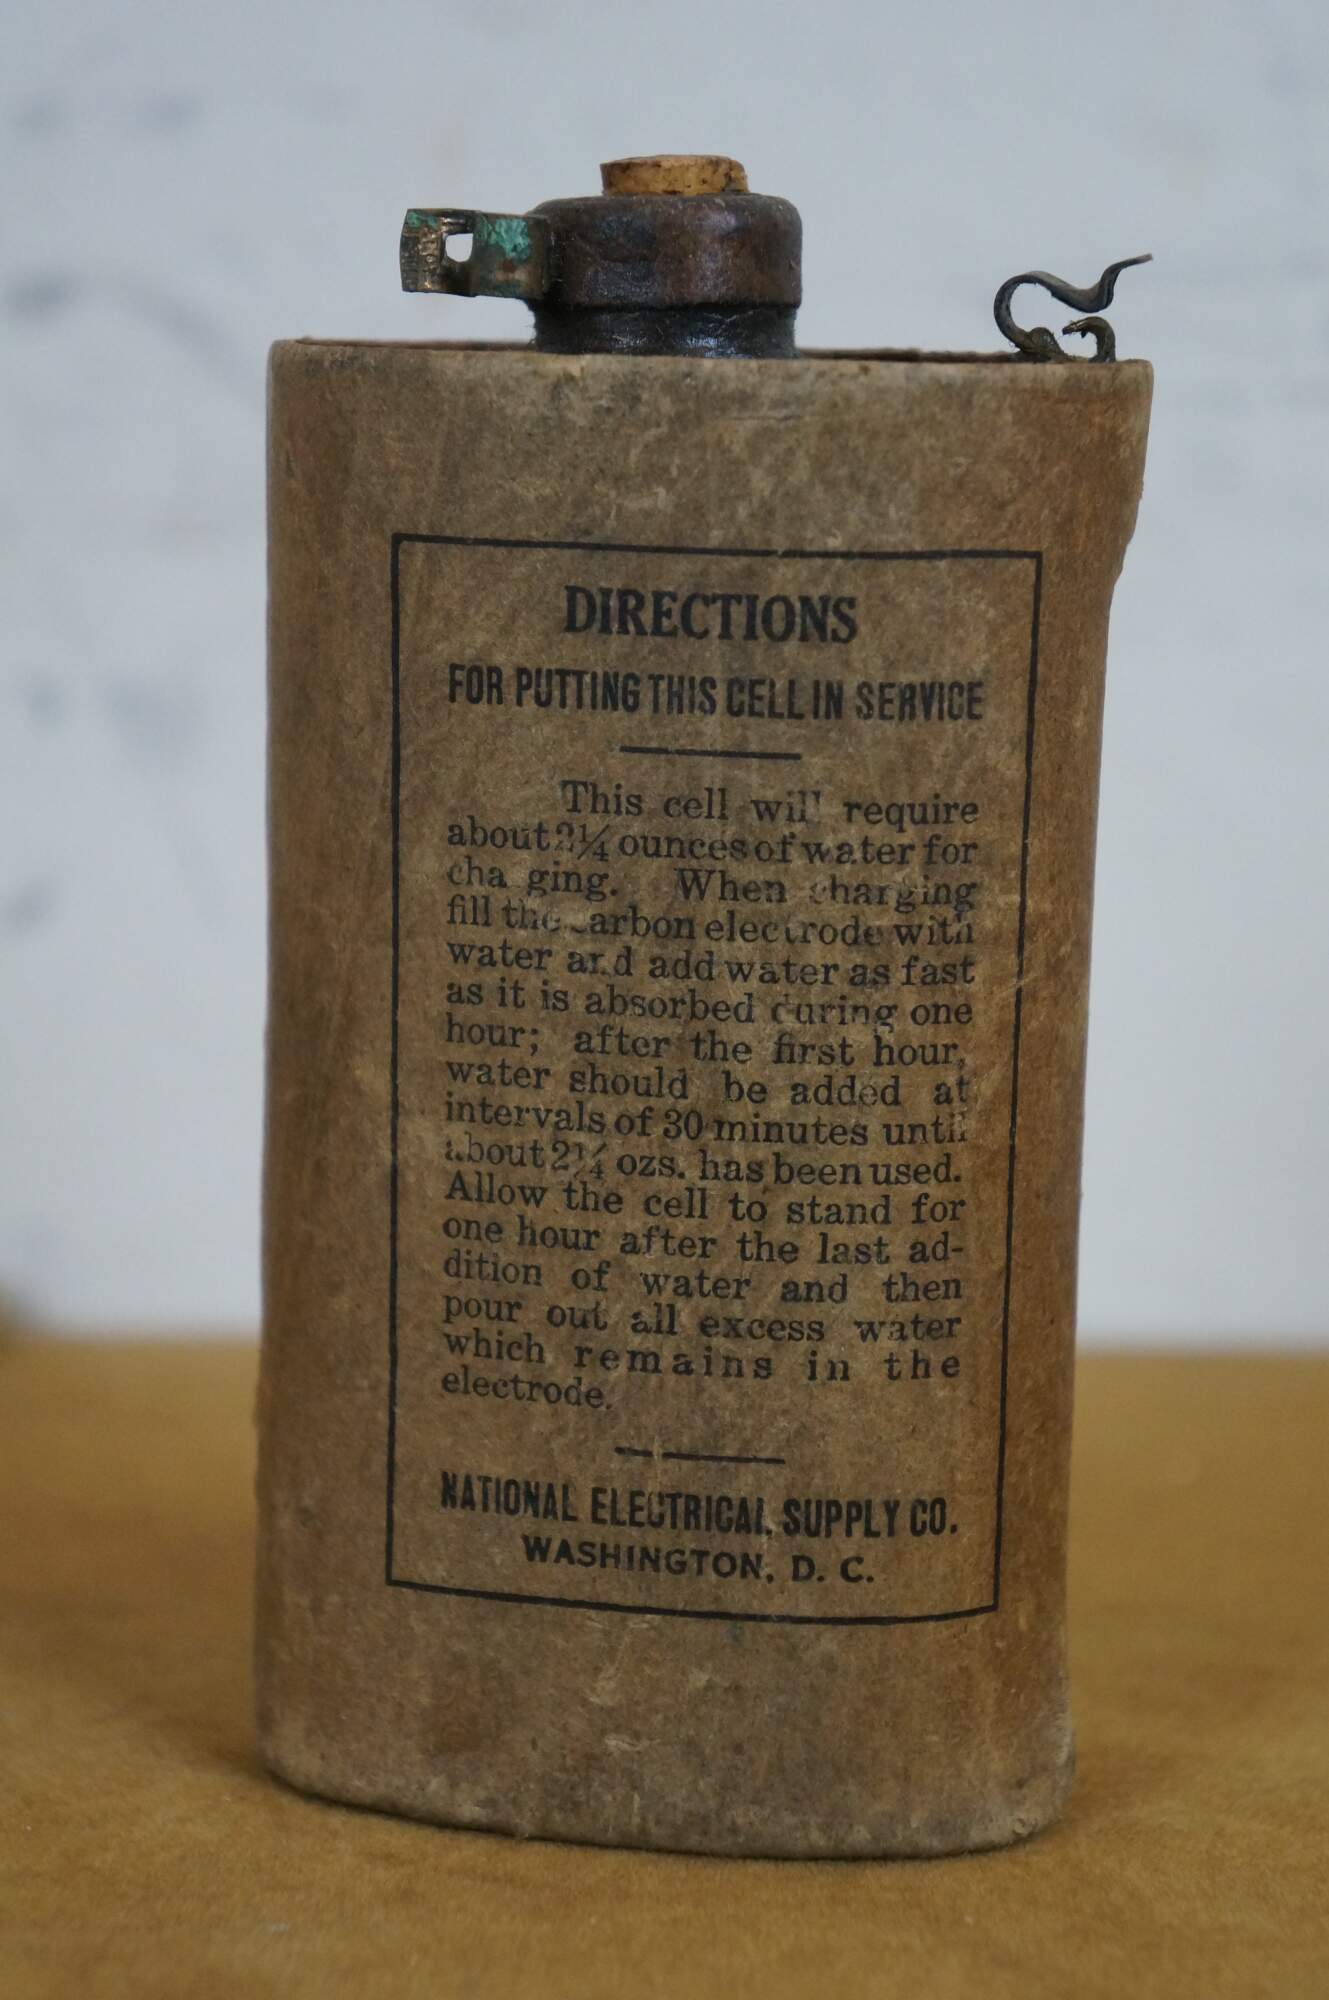 DIRECTIONS
FOR PUTTING THIS CELL IN SERVICE
This cell will require
about 2¼ ounces of water for
cha ging. When charging
fill the carbon electrode with
water and add water as fast
as it is absorbed during one
hour; after the first hour,
water should be added at
intervals of 30 minutes until
about 2¼ ozs. has been used.
Allow the cell to stand for
one hour after the last ad-
dition of water and then
pour out all excess water
which remains in the
electrode.
NATIONAL ELECTRICAL SUPPLY CO.
WASHINGTON, D. C.